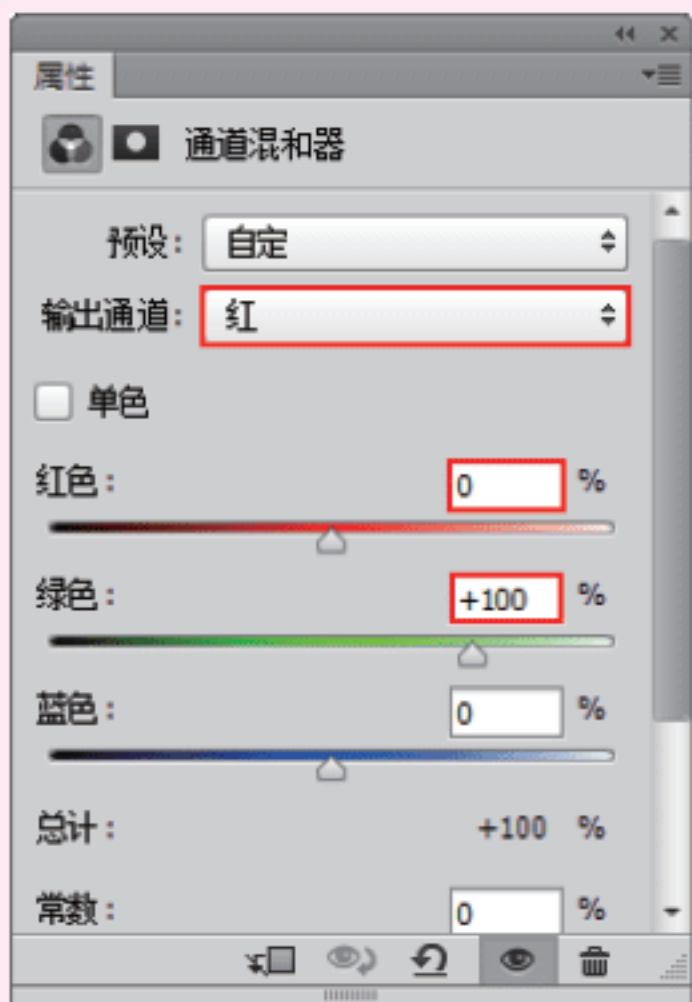 属性
通道混和器
预设： 自定
输出通道： 红
单色
红色： 0 %
绿色： +100 %
蓝色： 0 %
总计： +100 %
常数： 0 %